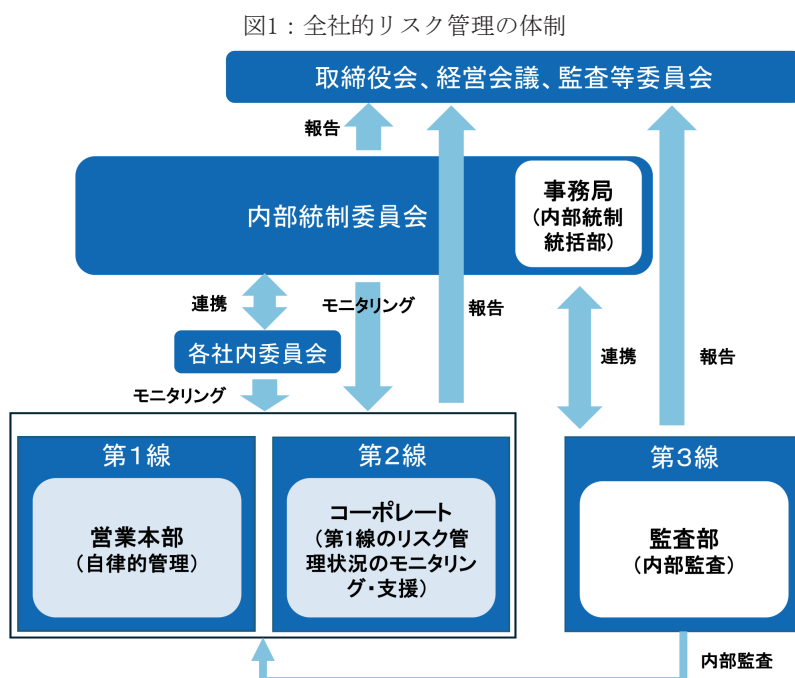 図1：全社的リスク管理の体制
取締役会、経営会議、監査等委員会
報告
内部統制委員会
事務局
(内部統制
統括部)
連携
モニタリング
報告
各社内委員会
連携
報告
モニタリング
第1線
第2線
第3線
営業本部
(自律的管理)
コーポレート
(第1線のリスク管
理状況のモニタリン
グ・支援)
監査部
(内部監査)
内部監査